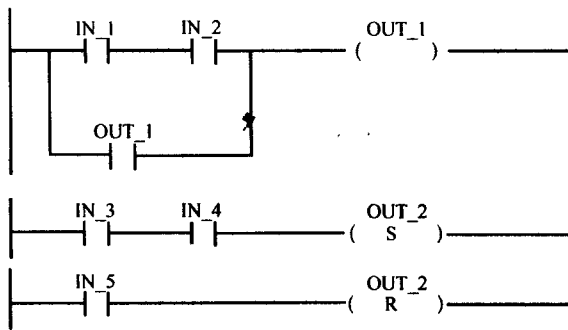 IN_1 IN_2 OUT_1
OUT_1
IN_3 IN_4 OUT_2
S
IN_5 OUT_2
R